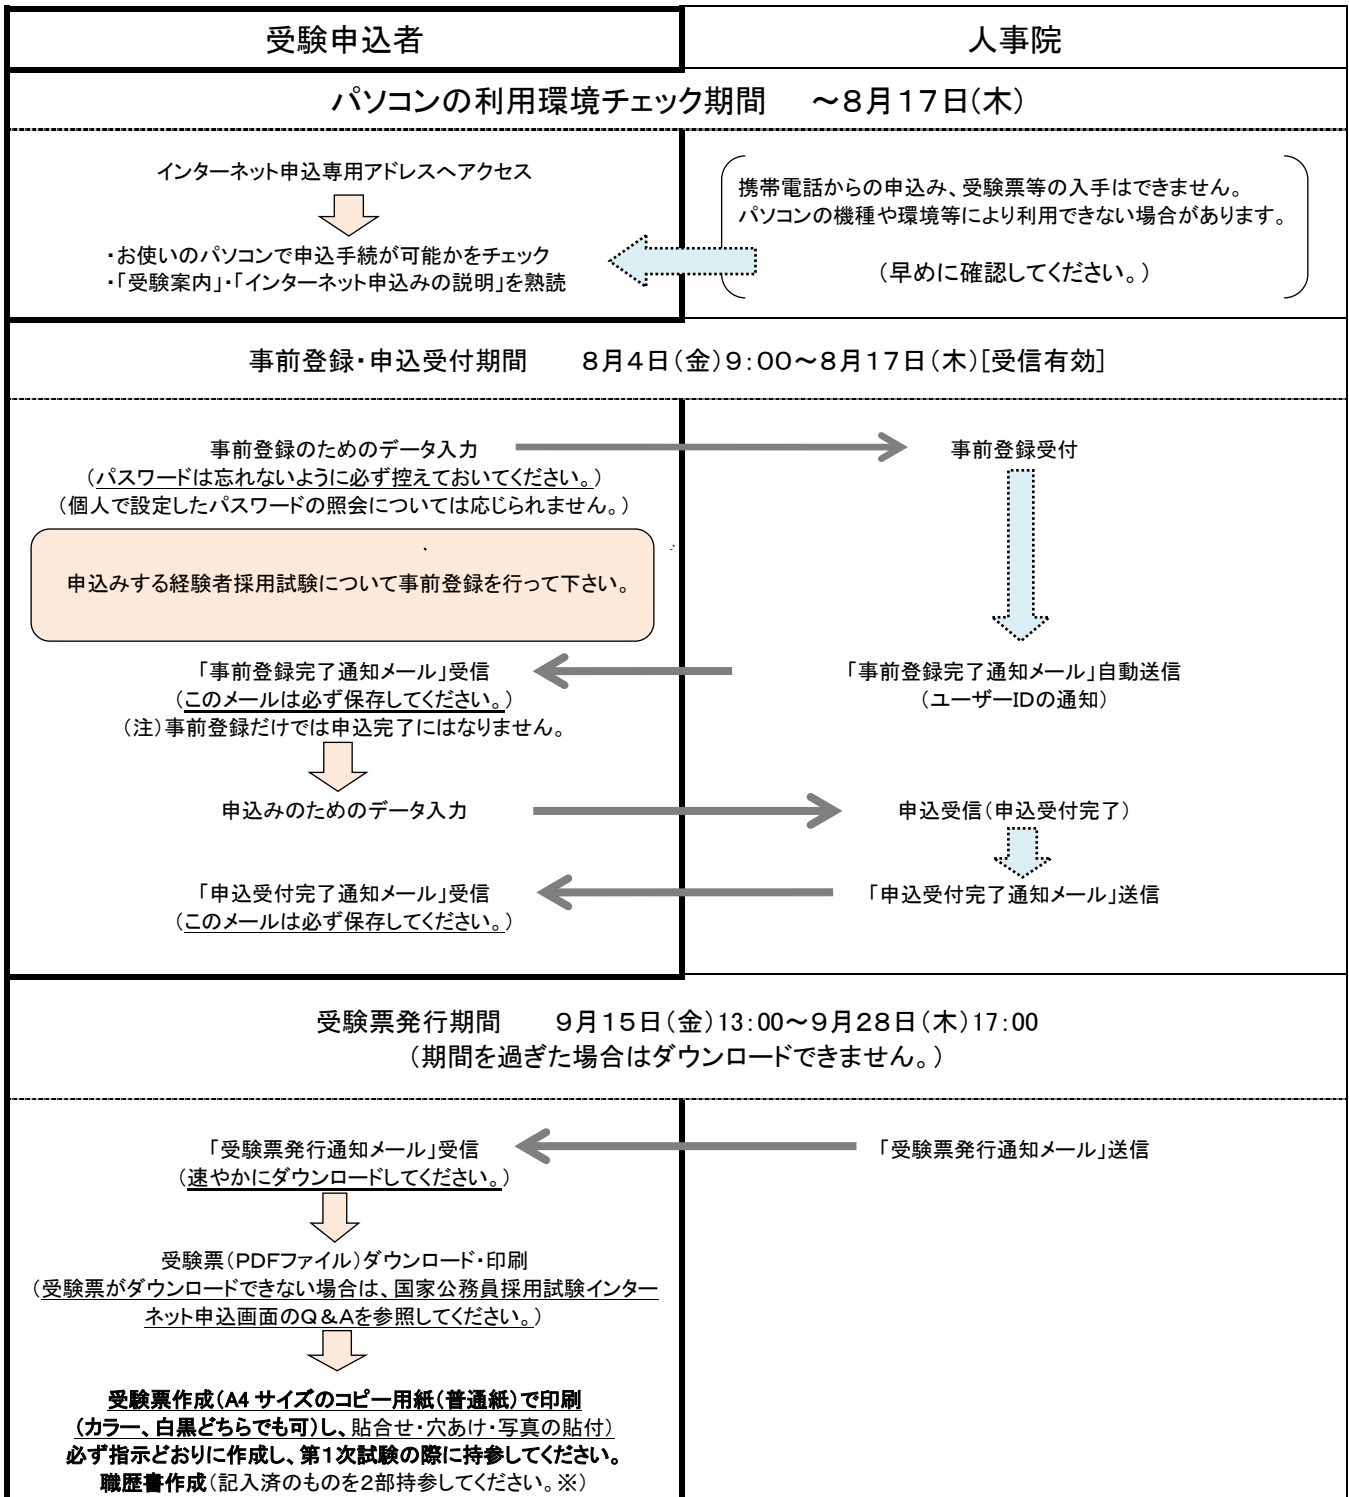 受験申込者
人事院
パソコンの利用環境チェック期間　～８月１７日(木)
インターネット申込専用アドレスへアクセス
・お使いのパソコンで申込手続が可能かをチェック
・「受験案内」・「インターネット申込みの説明」を熟読
携帯電話からの申込み、受験票等の入手はできません。
パソコンの機種や環境等により利用できない場合があります。
（早めに確認してください。）
事前登録・申込受付期間　　８月４日（金）９：００～８月１７日（木）[受信有効]
事前登録のためのデータ入力
（パスワードは忘れないように必ず控えておいてください。）
（個人で設定したパスワードの照会については応じられません。）
事前登録受付
申込みする経験者採用試験について事前登録を行って下さい。
「事前登録完了通知メール」受信
（このメールは必ず保存してください。）
（注）事前登録だけでは申込完了にはなりません。
「事前登録完了通知メール」自動送信
（ユーザーIDの通知）
申込みのためのデータ入力
申込受信（申込受付完了）
「申込受付完了通知メール」受信
（このメールは必ず保存してください。）
「申込受付完了通知メール」送信
受験票発行期間　　９月１５日（金）13：00～９月２８日（木）17：00
（期間を過ぎた場合はダウンロードできません。）
「受験票発行通知メール」受信
（速やかにダウンロードしてください。）
「受験票発行通知メール」送信
受験票（PDFファイル）ダウンロード・印刷
（受験票がダウンロードできない場合は、国家公務員採用試験インター
ネット申込画面のＱ＆Ａを参照してください。）
受験票作成（A4 サイズのコピー用紙（普通紙）で印刷
（カラー、白黒どちらでも可）し、貼合せ・穴あけ・写真の貼付）
必ず指示どおりに作成し、第１次試験の際に持参してください。
職歴書作成（記入済のものを２部持参してください。※）